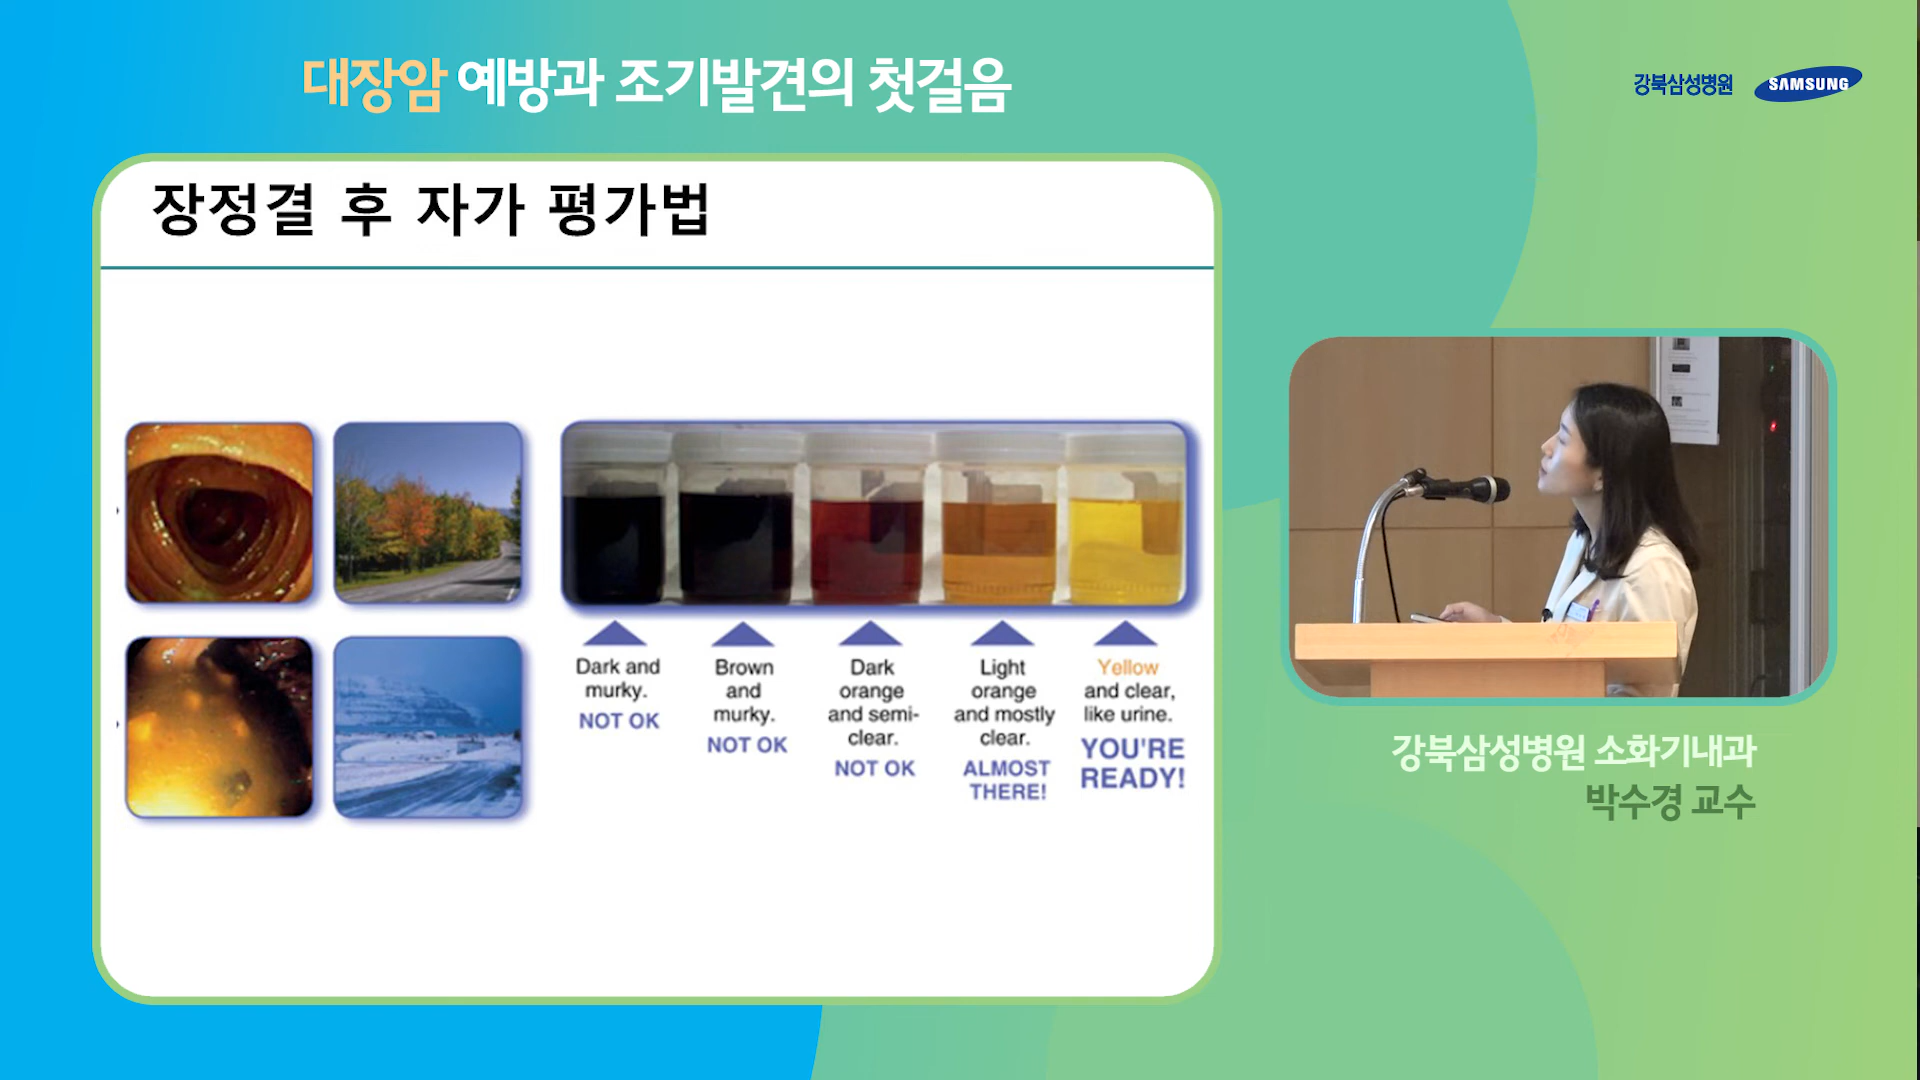 대장암 예방과 조기발견의 첫걸음
강북삼성병원 SAMSUNG
장정결 후 자가 평가법
Dark and
murky.
NOT OK
Brown
and
murky.
NOT OK
Dark
orange
and semi-
clear.
NOT OK
Light
orange
and mostly
clear.
ALMOST
THERE!
Yellow
and clear,
like urine.
YOU'RE
READY!
강북삼성병원 소화기내과
박수경 교수